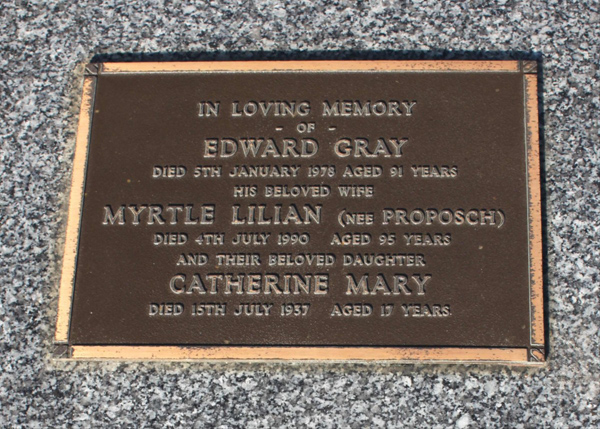 IN LOVING MEMORY
- OF -
EDWARD GRAY
DIED 5TH JANUARY 1978 AGED 91 YEARS
HIS BELOVED WIFE
MYRTLE LILIAN (NEE PROPOSCH)
DIED 4TH JULY 1990 AGED 95 YEARS
AND THEIR BELOVED DAUGHTER
CATHERINE MARY
DIED 15TH JULY 1937 AGED 17 YEARS